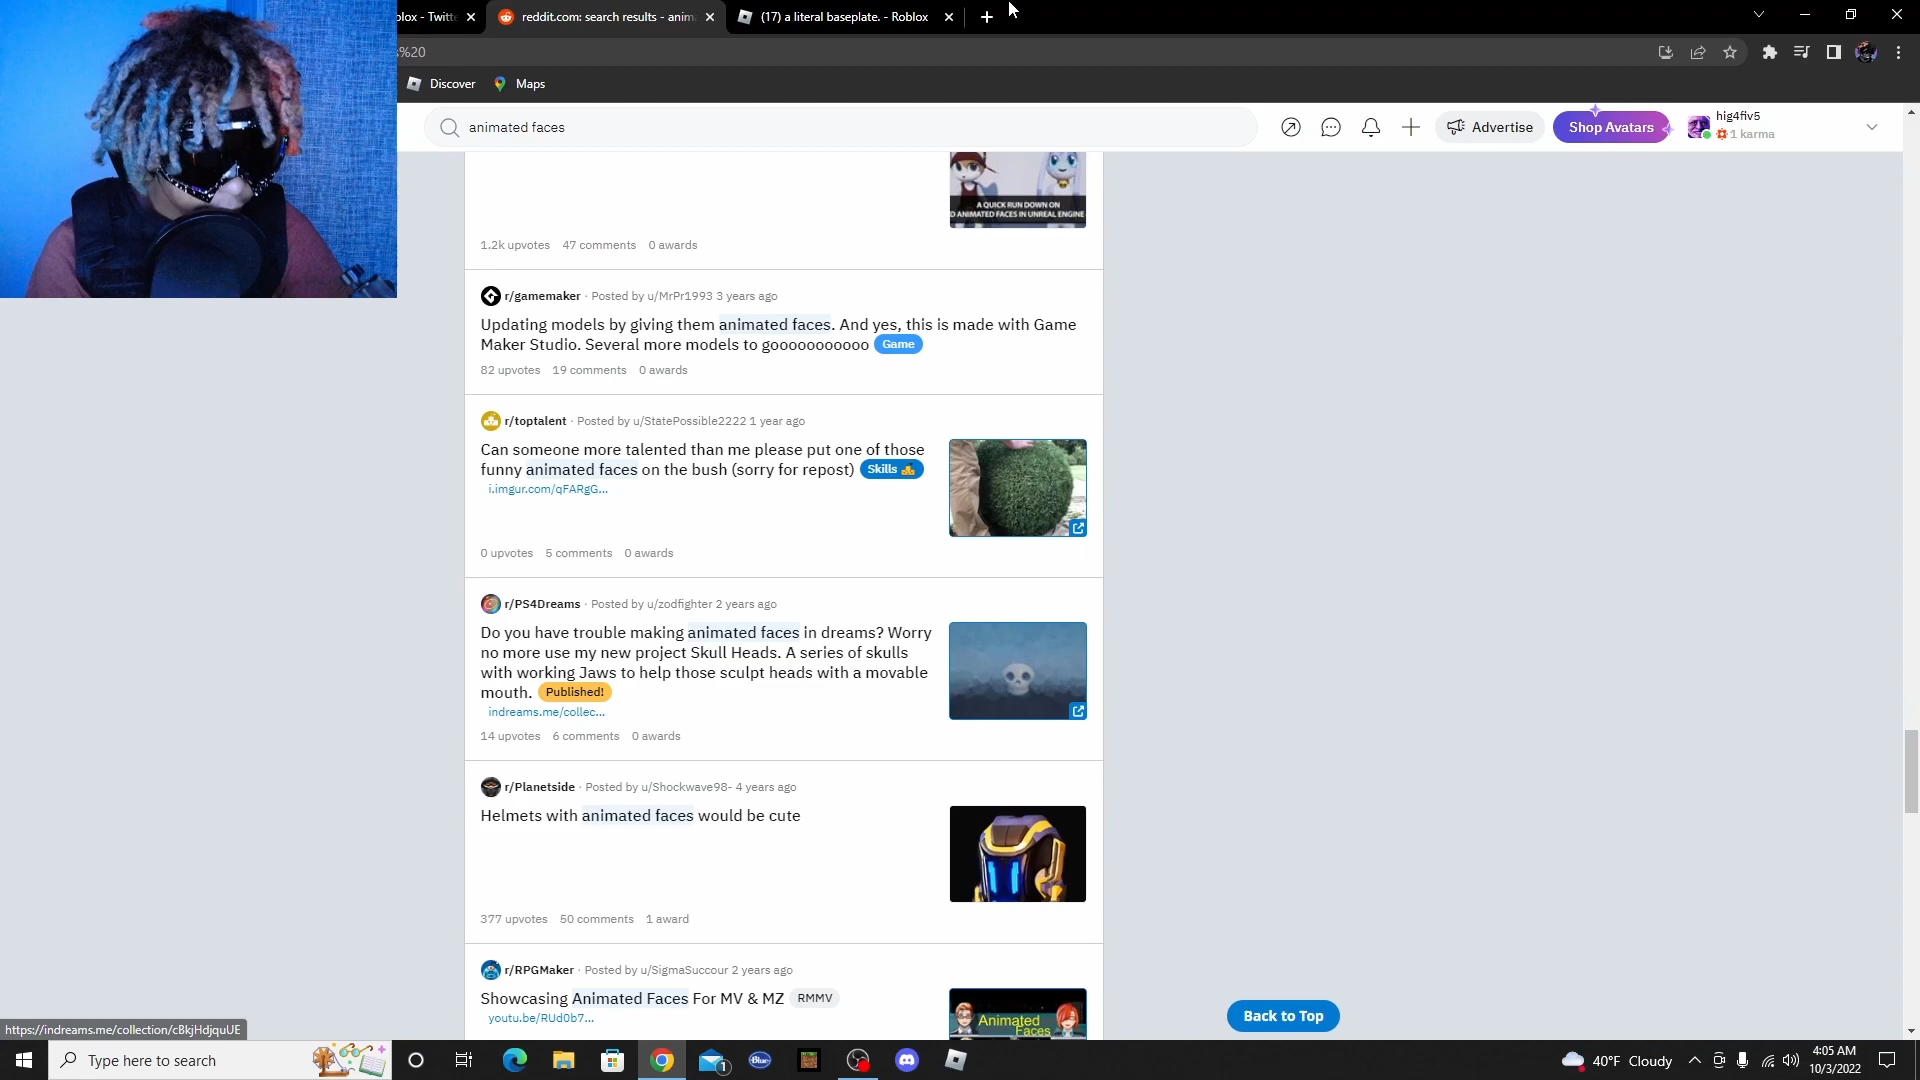 blox - Twitte
reddit.com: search results - anim
(17) a literal baseplate. - Roblox
s%20
Discover
Maps
animated faces
Advertise
Shop Avatars
hig4fiv5
1 karma
A QUICK RUN DOWN ON
D ANIMATED FACES IN UNREAL ENGINE
1.2k upvotes 47 comments 0 awards
r/gamemaker · Posted by u/MrPr1993 3 years ago
Updating models by giving them animated faces. And yes, this is made with Game
Maker Studio. Several more models to gooooooooooo Game
82 upvotes 19 comments 0 awards
r/toptalent · Posted by u/StatePossible2222 1 year ago
Can someone more talented than me please put one of those
funny animated faces on the bush (sorry for repost) Skills
i.imgur.com/qFARgG...
0 upvotes 5 comments 0 awards
r/PS4Dreams · Posted by u/zodfighter 2 years ago
Do you have trouble making animated faces in dreams? Worry
no more use my new project Skull Heads. A series of skulls
with working Jaws to help those sculpt heads with a movable
mouth. Published!
indreams.me/collec...
14 upvotes 6 comments 0 awards
r/Planetside · Posted by u/Shockwave98- 4 years ago
Helmets with animated faces would be cute
377 upvotes 50 comments 1 award
r/RPGMaker · Posted by u/SigmaSuccour 2 years ago
Showcasing Animated Faces For MV & MZ RMMV
youtu.be/RUd0b7...
Animated
Faces
Back to Top
https://indreams.me/collection/cBkjHdjquUE
Type here to search
1
Blue
40°F Cloudy
4:05 AM
10/3/2022